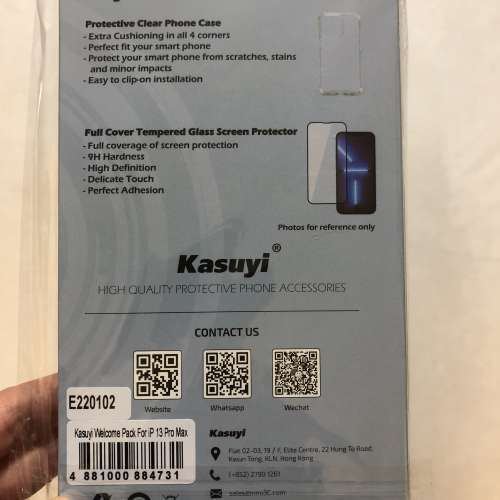 Protective Clear Phone Case
- Extra Cushioning in all 4 corners
- Perfect fit your smart phone
- Protect your smart phone from scratches, stains
and minor impacts
- Easy to clip-on installation
Full Cover Tempered Glass Screen Protector
- Full coverage of screen protection
- 9H Hardness
- High Definition
- Delicate Touch
- Perfect Adhesion
Photos for reference only
Kasuyi®
HIGH QUALITY PROTECTIVE PHONE ACCESSORIES
CONTACT US
Website
Whatsapp
Wechat
E220102
Kasuyi Welcome Pack For iP 13 Pro Max
4 881000 884731
Kasuyi
Flat 02-03, 19 / F, Elite Centre, 22 Hung To Road,
Kwun Tong, KLN, Hong Kong
(+852) 2790 1261